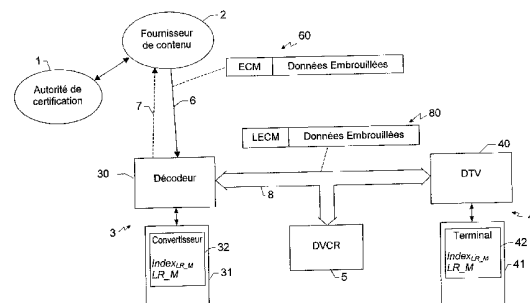 2
Fournisseur
de contenu
60
1
ECM
Données Embrouillées
Autorité de
certification
7
6
80
LECM
Données Embrouillées
40
30
Décodeur
8
DTV
3
Convertisseur
32
Index LR_M
LR_M
31
DVCR
5
Terminal
42
Index LR_M
LR_M
41